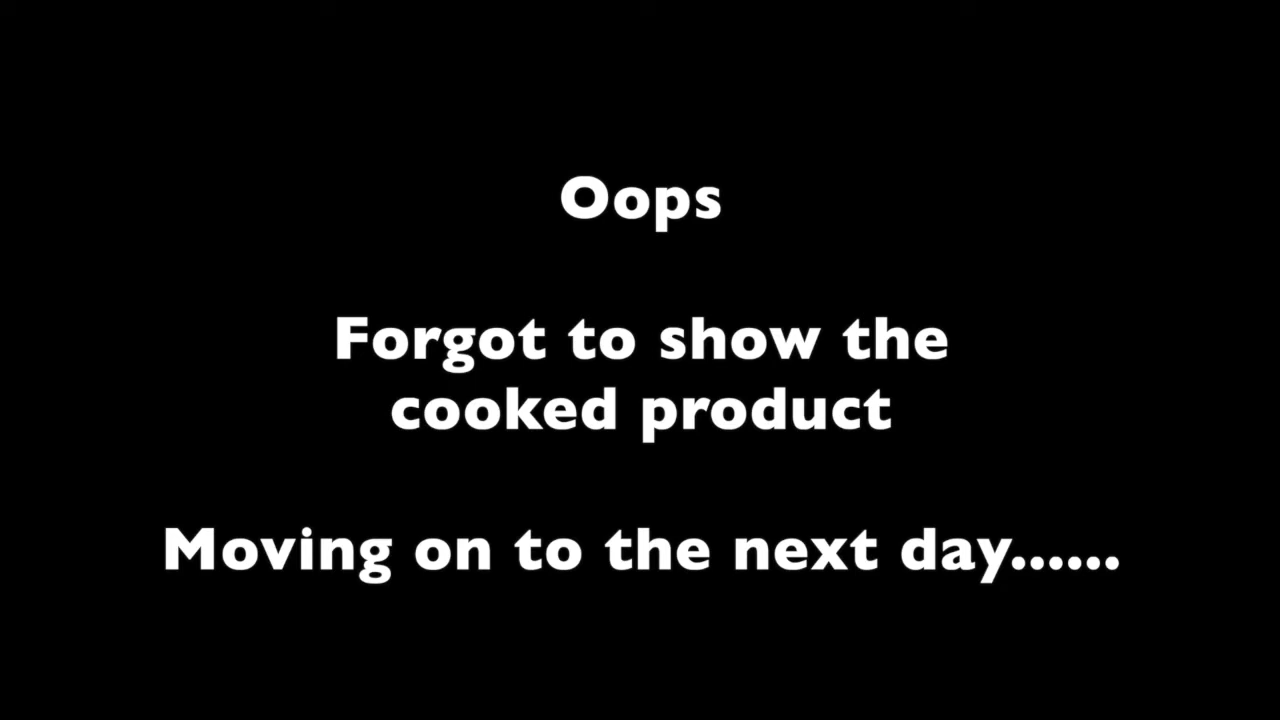 Oops
Forgot to show the
cooked product
Moving on to the next day......